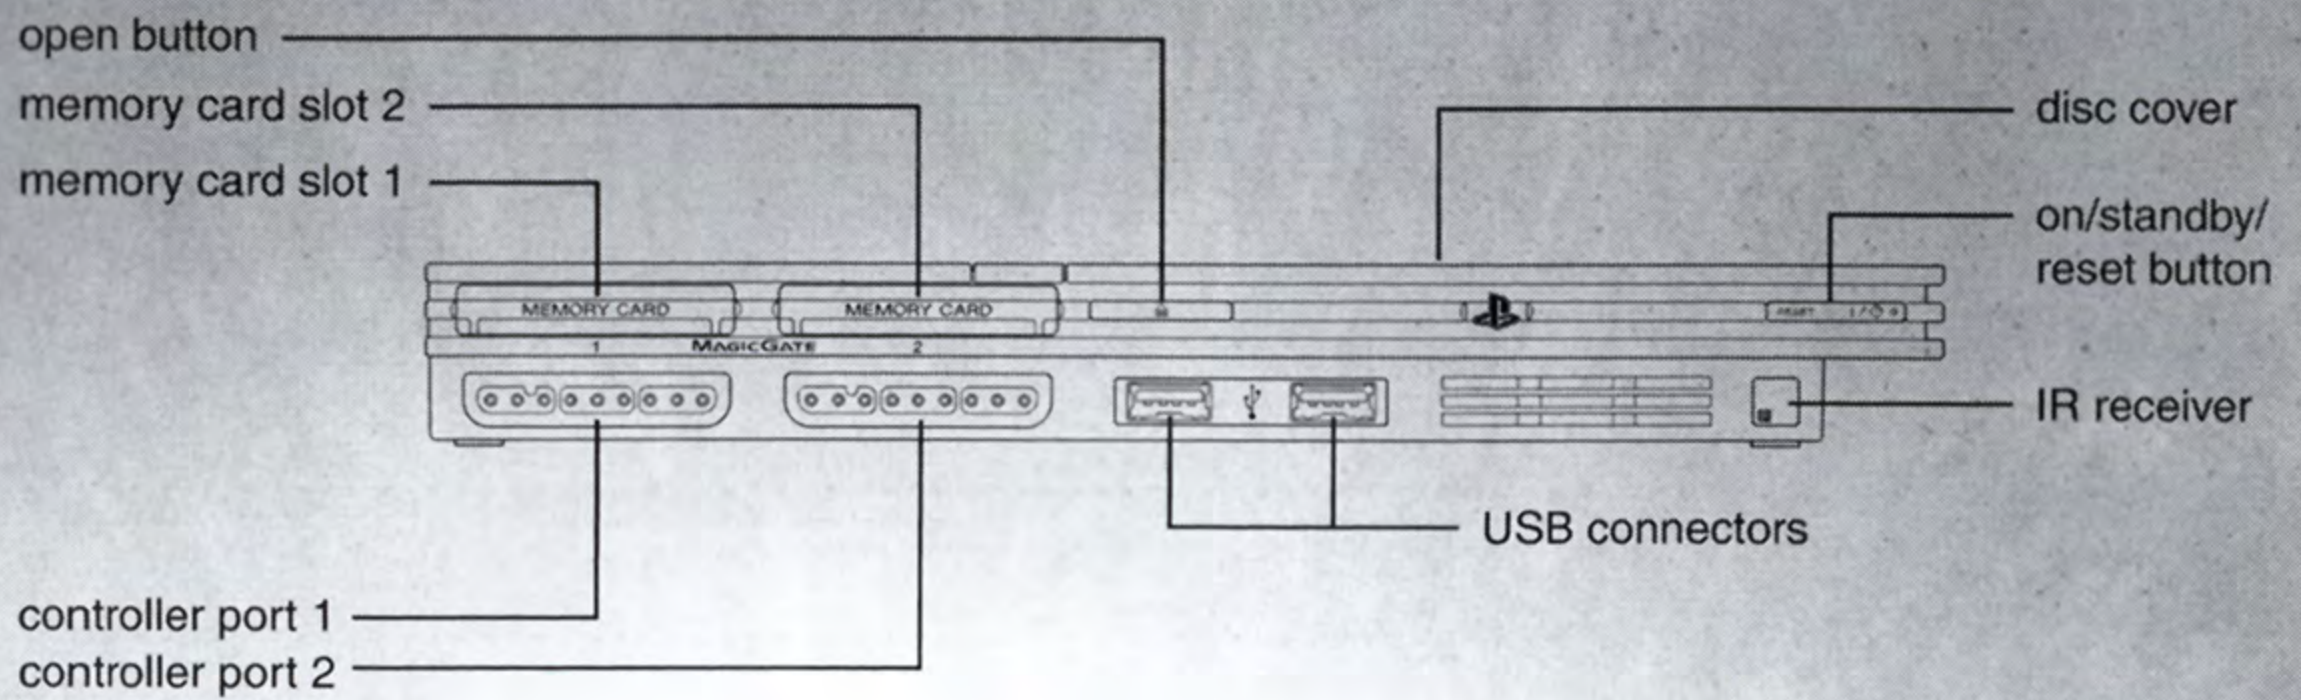 open button
memory card slot 2
memory card slot 1
disc cover
on/standby/
reset button
MEMORY CARD
MEMORY CARD
RESET
1
MAGICGATE
2
IR receiver
USB connectors
controller port 1
controller port 2